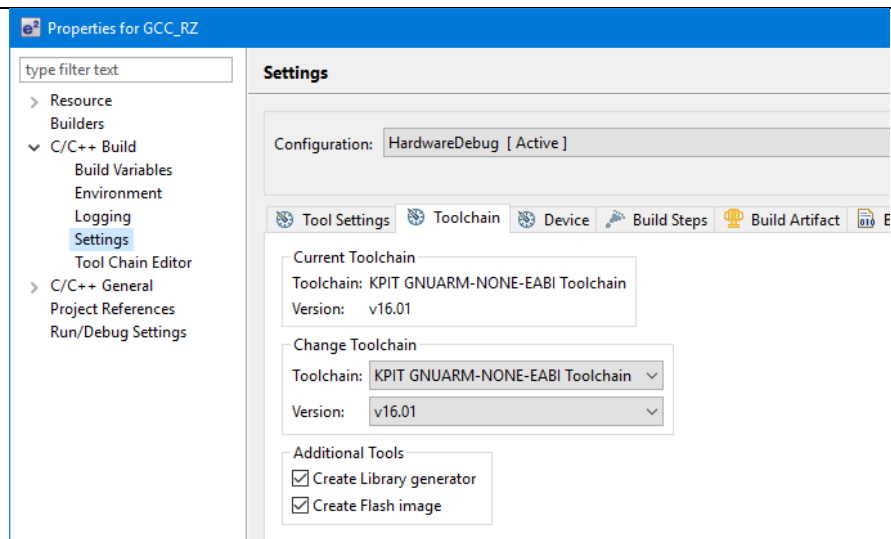 e² Properties for GCC_RZ
type filter text
Settings
Resource
Builders
C/C++ Build
Build Variables
Environment
Logging
Settings
Tool Chain Editor
C/C++ General
Project References
Run/Debug Settings
Configuration: HardwareDebug [ Active ]
Tool Settings Toolchain Device Build Steps Build Artifact
Current Toolchain
Toolchain: KPIT GNUARM-NONE-EABI Toolchain
Version: v16.01
Change Toolchain
Toolchain: KPIT GNUARM-NONE-EABI Toolchain
Version: v16.01
Additional Tools
Create Library generator
Create Flash image